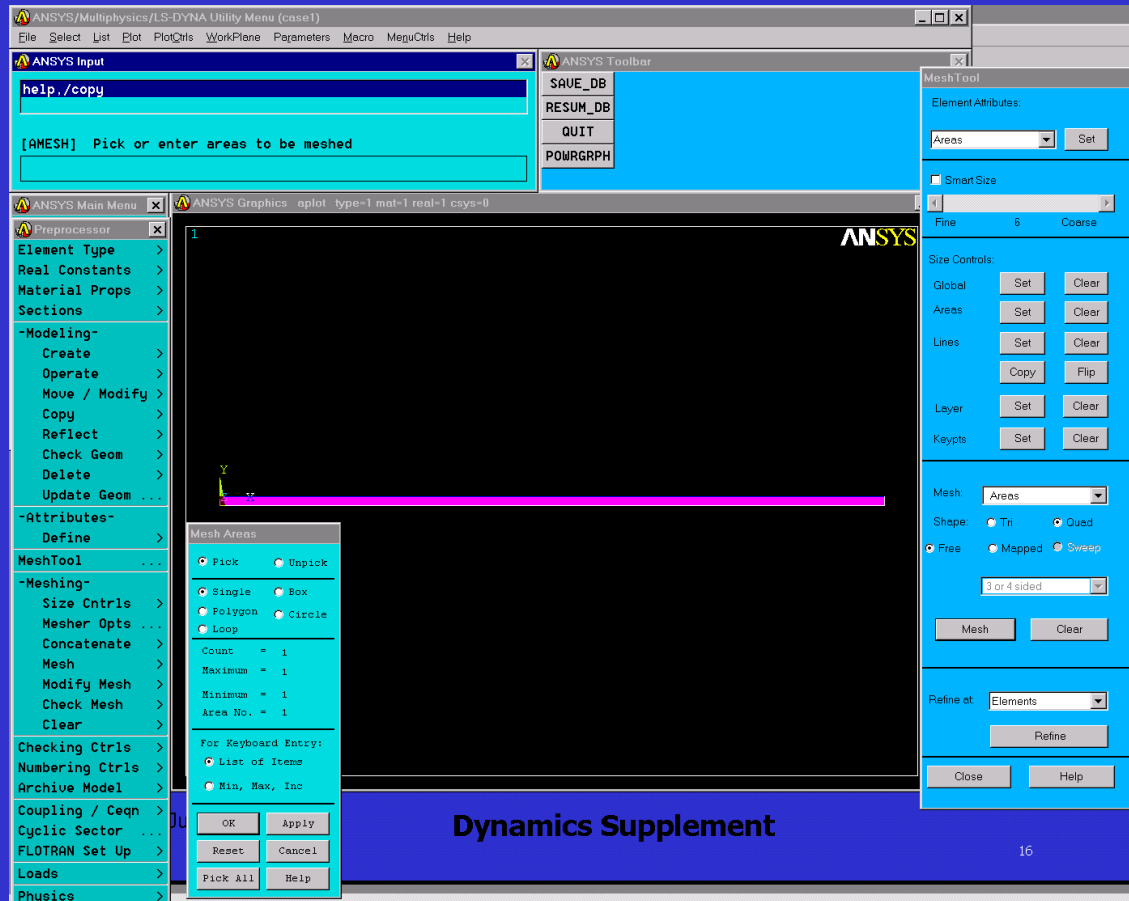 ANSYS/Multiphysics/LS-DYNA Utility Menu (case1)
File Select List Plot PlotCtrls WorkPlane Parameters Macro MenuCtrls Help
ANSYS Input
help,/copy
[AMESH] Pick or enter areas to be meshed
ANSYS Toolbar
SAVE_DB
RESUM_DB
QUIT
POWRGRPH
ANSYS Main Menu
Preprocessor
Element Type >
Real Constants >
Material Props >
Sections >
-Modeling-
Create >
Operate >
Move / Modify >
Copy >
Reflect >
Check Geom >
Delete >
Update Geom ...
-Attributes-
Define >
MeshTool ...
-Meshing-
Size Cntrls >
Mesher Opts ...
Concatenate >
Mesh >
Modify Mesh >
Check Mesh >
Clear >
Checking Ctrls >
Numbering Ctrls >
Archive Model >
Coupling / Ceqn >
Cyclic Sector ...
FLOTRAN Set Up >
Loads >
Physics >
ANSYS Graphics aplot type=1 mat=1 real=1 csys=0
1
ANSYS
Y
X
Mesh Areas
Pick Unpick
Single Box
Polygon Circle
Loop
Count = 1
Maximum = 1
Minimum = 1
Area No. = 1
For Keyboard Entry:
List of Items
Min, Max, Inc
OK Apply
Reset Cancel
Pick All Help
MeshTool
Element Attributes:
Areas Set
Smart Size
Fine 6 Coarse
Size Controls:
Global Set Clear
Areas Set Clear
Lines Set Clear
Copy Flip
Layer Set Clear
Keypts Set Clear
Mesh: Areas
Shape: Tri Quad
Free Mapped Sweep
3 or 4 sided
Mesh Clear
Refine at: Elements
Refine
Close Help
Ju
Dynamics Supplement
16